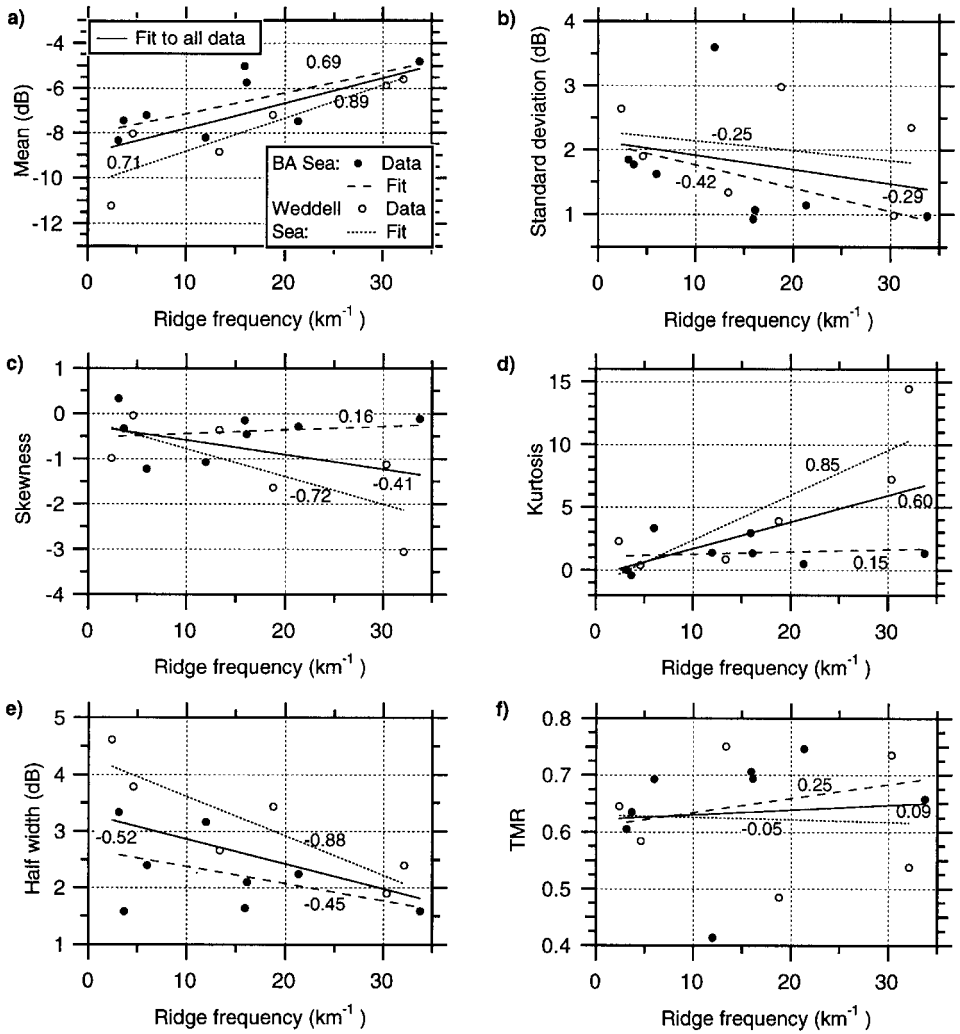 a)
Fit to all data
-4
-6
-8
-10
-12
Mean (dB)
0.69
0.89
0.71
BA Sea: Data
Fit
Weddell Data
Sea: Fit
0 10 20 30
Ridge frequency (km-1 )
b)
4
3
2
1
Standard deviation (dB)
-0.25
-0.42
-0.29
0 10 20 30
Ridge frequency (km-1 )
c)
1
0
-1
-2
-3
-4
Skewness
0.16
-0.41
-0.72
0 10 20 30
Ridge frequency (km-1 )
d)
15
10
5
0
Kurtosis
0.85
0.60
0.15
0 10 20 30
Ridge frequency (km-1 )
e)
5
4
3
2
1
Half width (dB)
-0.52
-0.88
-0.45
0 10 20 30
Ridge frequency (km-1 )
f)
0.8
0.7
0.6
0.5
0.4
TMR
0.25
0.09
-0.05
0 10 20 30
Ridge frequency (km-1 )